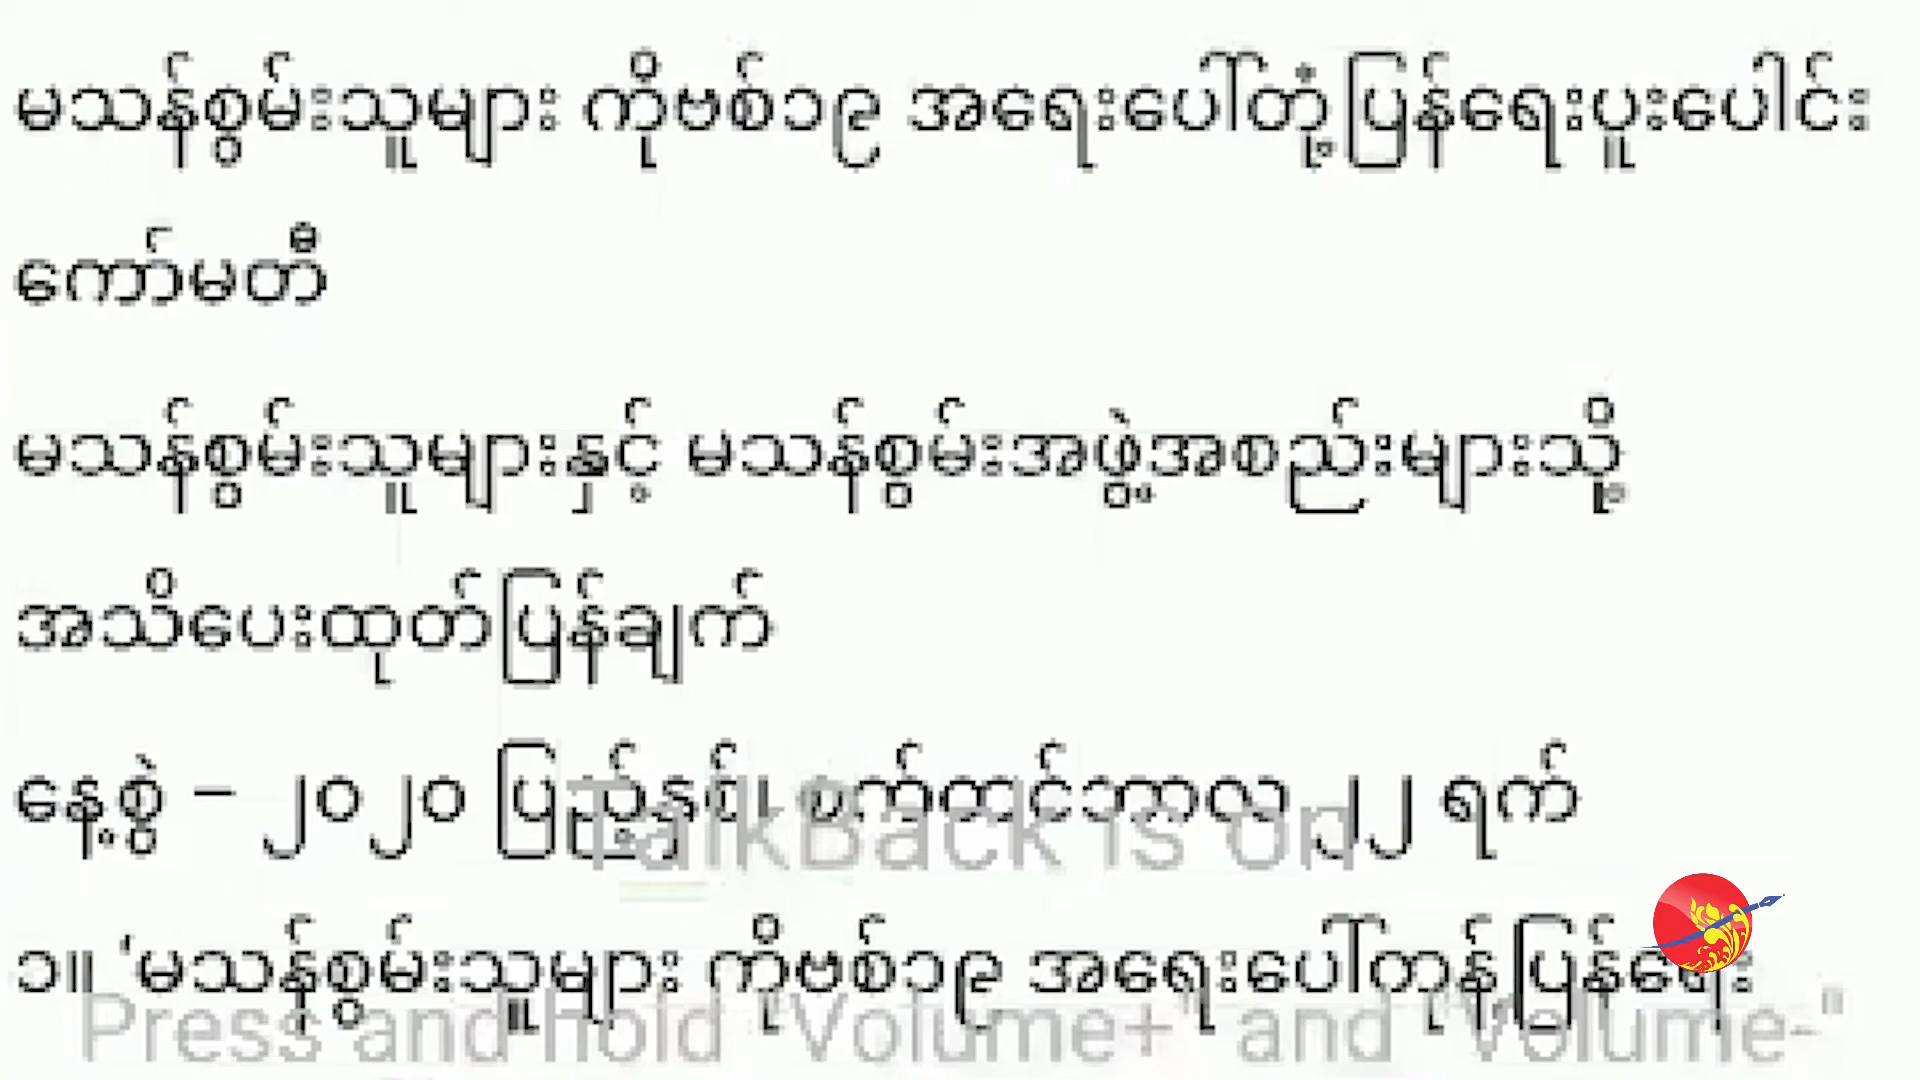 မသန်စွမ်းသူများ ကိုဗစ်၁၉ အရေးပေါ်တုံ့ပြန်ရေးပူးပေါင်း
ကော်မတီ
မသန်စွမ်းသူများနှင့် မသန်စွမ်းအဖွဲ့အစည်းများသို့
အသိပေးထုတ်ပြန်ချက်
နေ့စွဲ – ၂၀၂၀ ပြည့်နှစ်၊ စက်တင်ဘာလ ၂၂ ရက်
TalkBack is on
၁။ 'မသန်စွမ်းသူများ ကိုဗစ်၁၉ အရေးပေါ်တုန့်ပြန်ရေး
Press and hold "Volume+" and "Volume-"